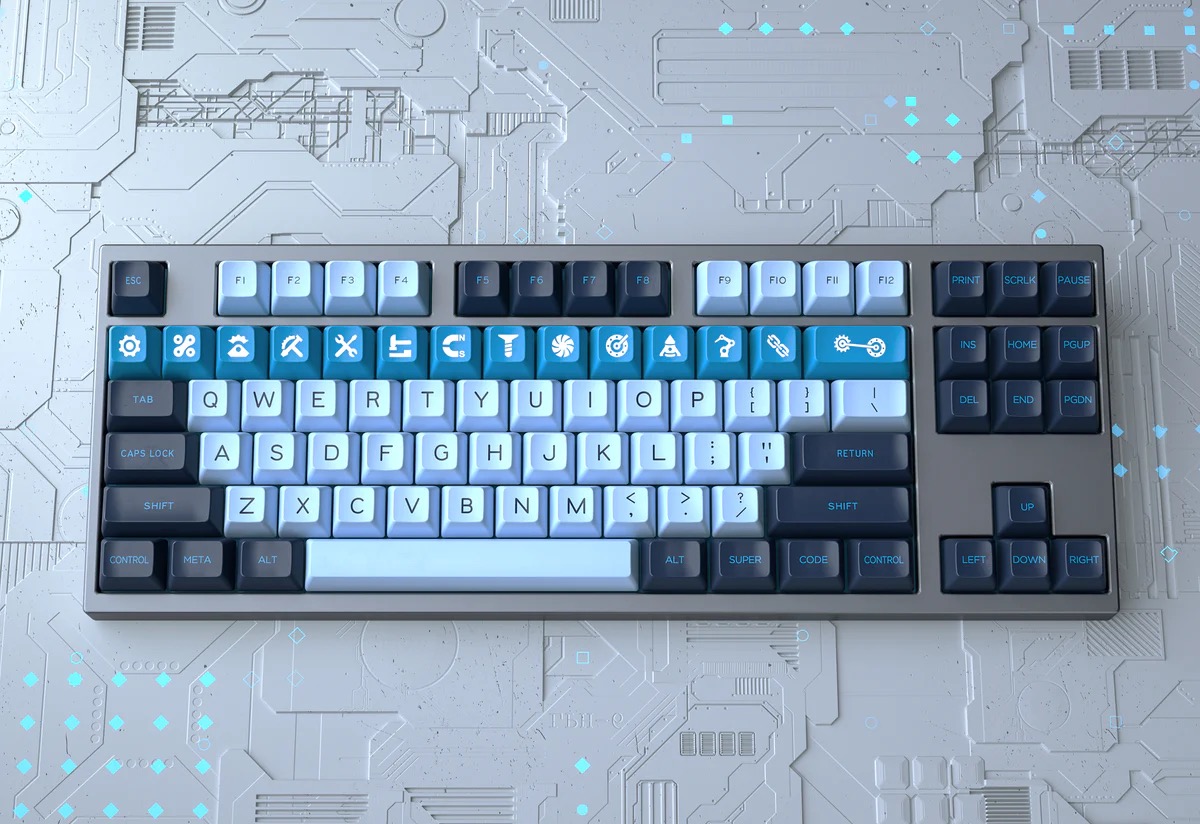 ESC F1 F2 F3 F4 F5 F6 F7 F8 F9 F10 F11 F12 PRINT SCRLK PAUSE
N S INS HOME PGUP
TAB Q W E R T Y U I O P { [ } ] | \ DEL END PGDN
CAPS LOCK A S D F G H J K L : ; " ' RETURN
SHIFT Z X C V B N M < , > . ? / SHIFT UP
CONTROL META ALT ALT SUPER CODE CONTROL LEFT DOWN RIGHT